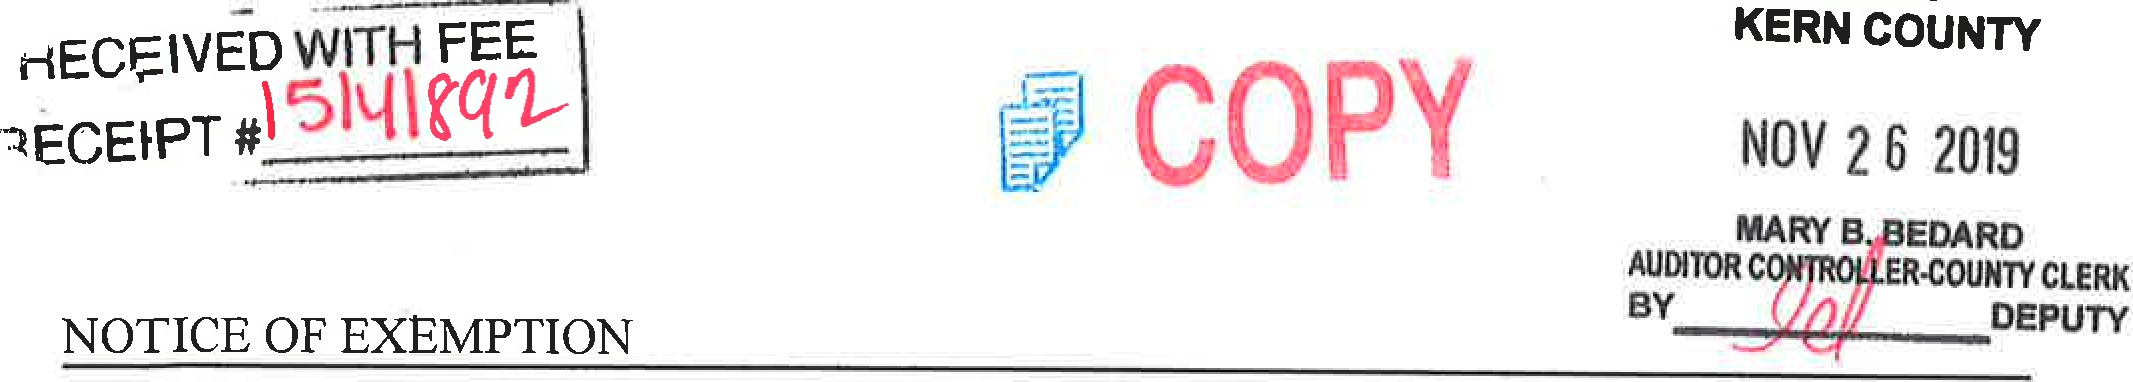 RECEIVED WITH FEE
RECEIPT # 15141892
COPY
KERN COUNTY
NOV 26 2019
MARY B. BEDARD
AUDITOR CONTROLLER-COUNTY CLERK
BY DEPUTY
NOTICE OF EXEMPTION